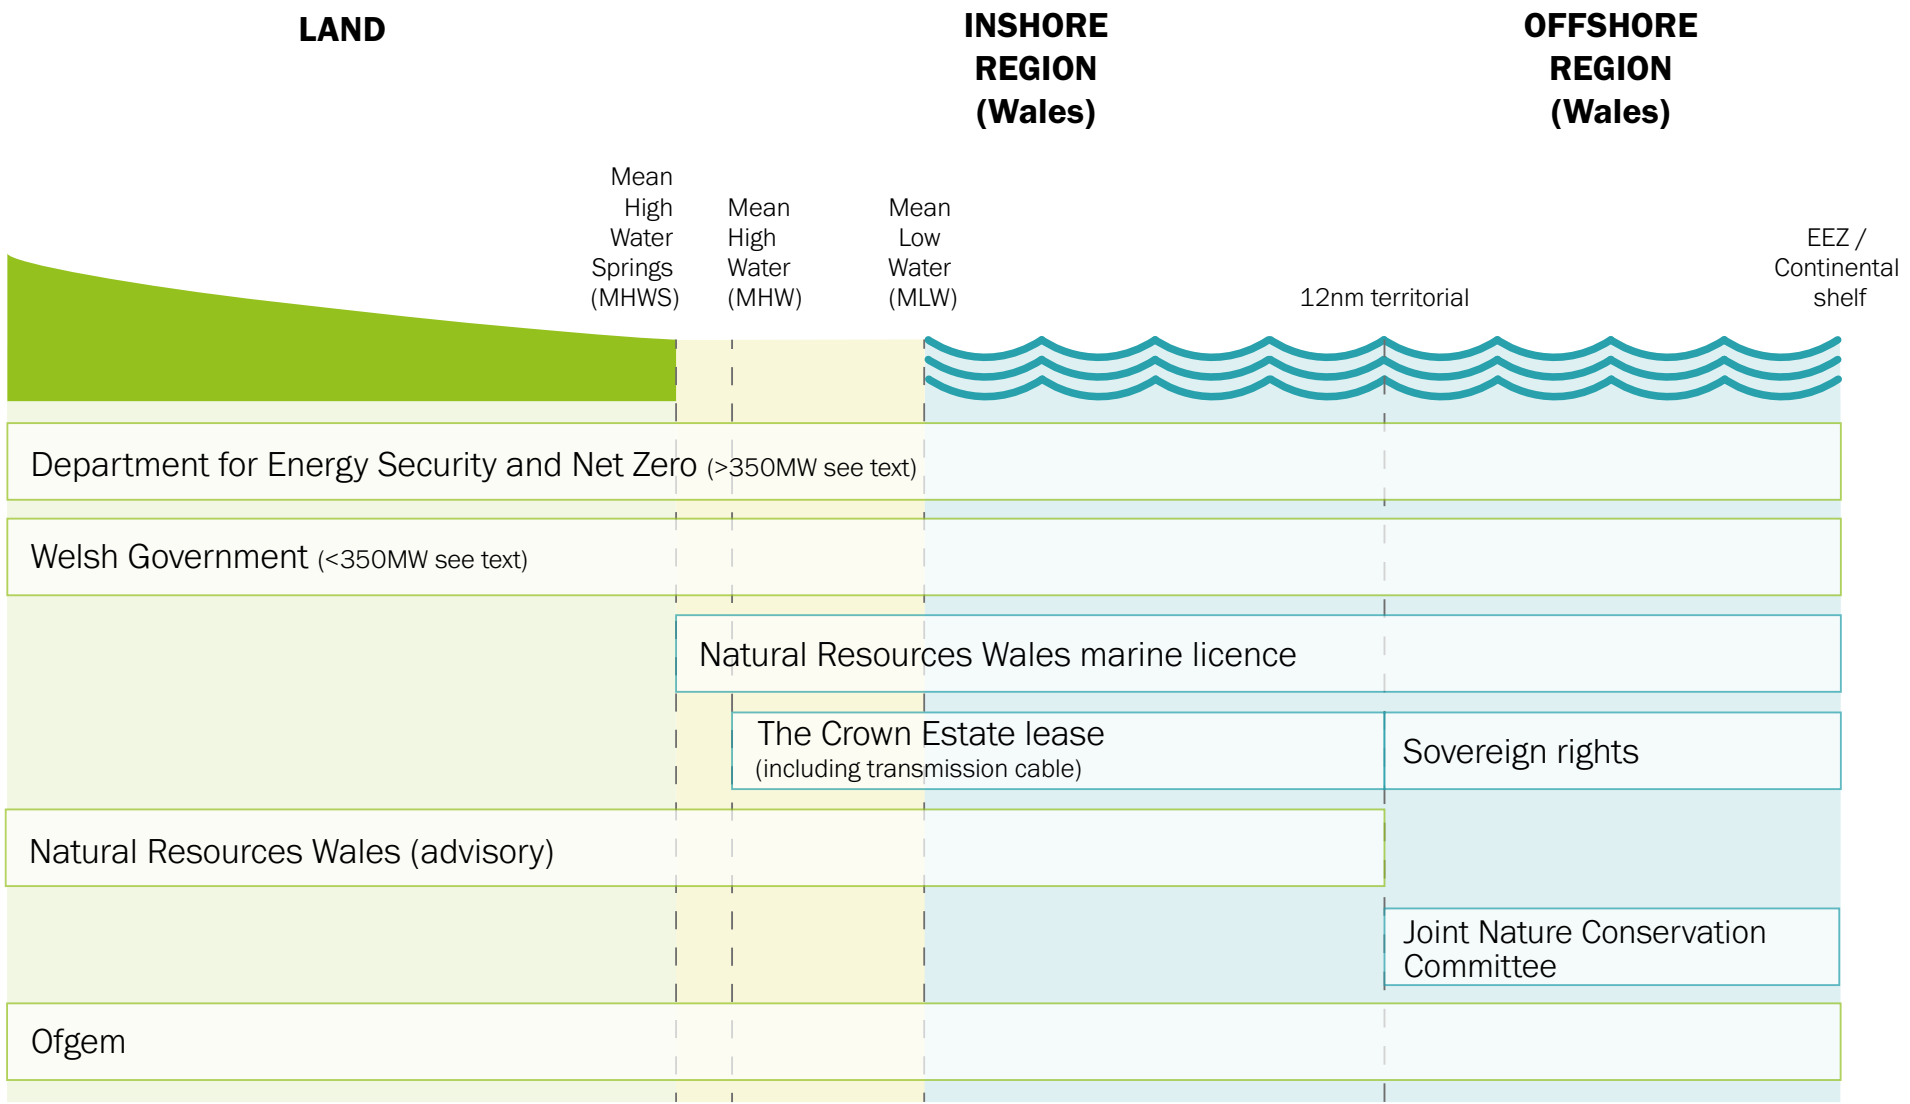 LAND
INSHORE
REGION
(Wales)
OFFSHORE
REGION
(Wales)
Mean
High
Water
Springs
(MHWS)
Mean
High
Water
(MHW)
Mean
Low
Water
(MLW)
12nm territorial
EEZ /
Continental
shelf
Department for Energy Security and Net Zero (>350MW see text)
Welsh Government (<350MW see text)
Natural Resources Wales marine licence
The Crown Estate lease
(including transmission cable)
Sovereign rights
Natural Resources Wales (advisory)
Joint Nature Conservation
Committee
Ofgem